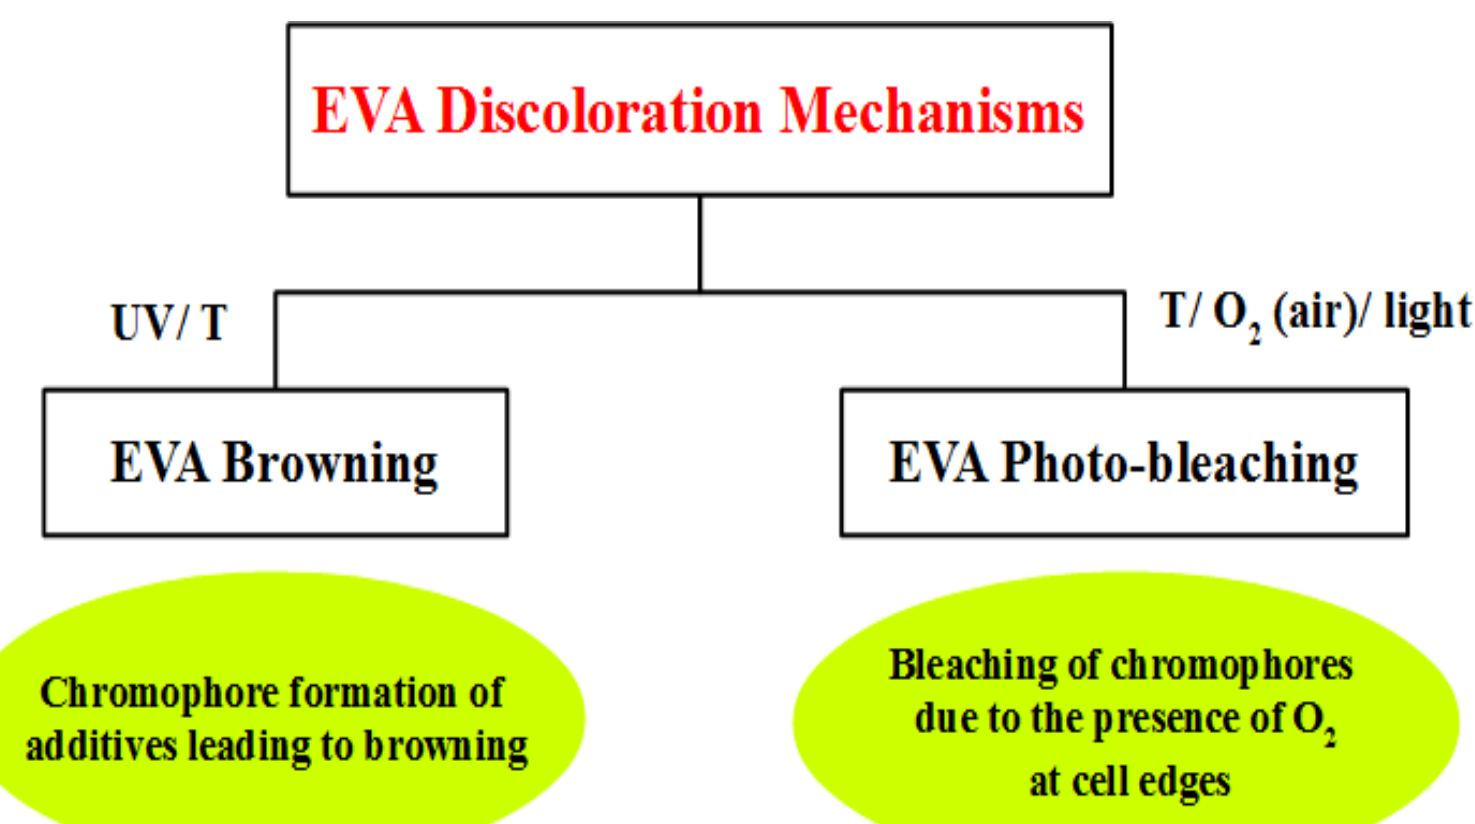 EVA Discoloration Mechanisms
UV/ T
T/ O₂ (air)/ light
EVA Browning
EVA Photo-bleaching
Chromophore formation of
additives leading to browning
Bleaching of chromophores
due to the presence of O₂
at cell edges